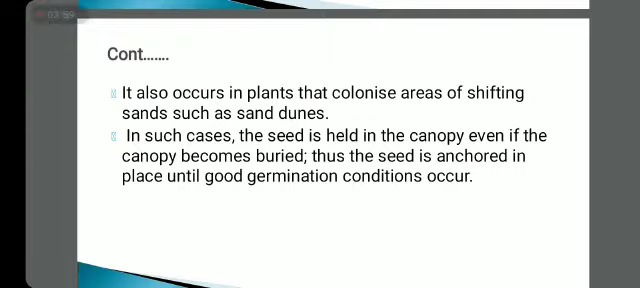 03:59
Cont.......
It also occurs in plants that colonise areas of shifting
sands such as sand dunes.
In such cases, the seed is held in the canopy even if the
canopy becomes buried; thus the seed is anchored in
place until good germination conditions occur.